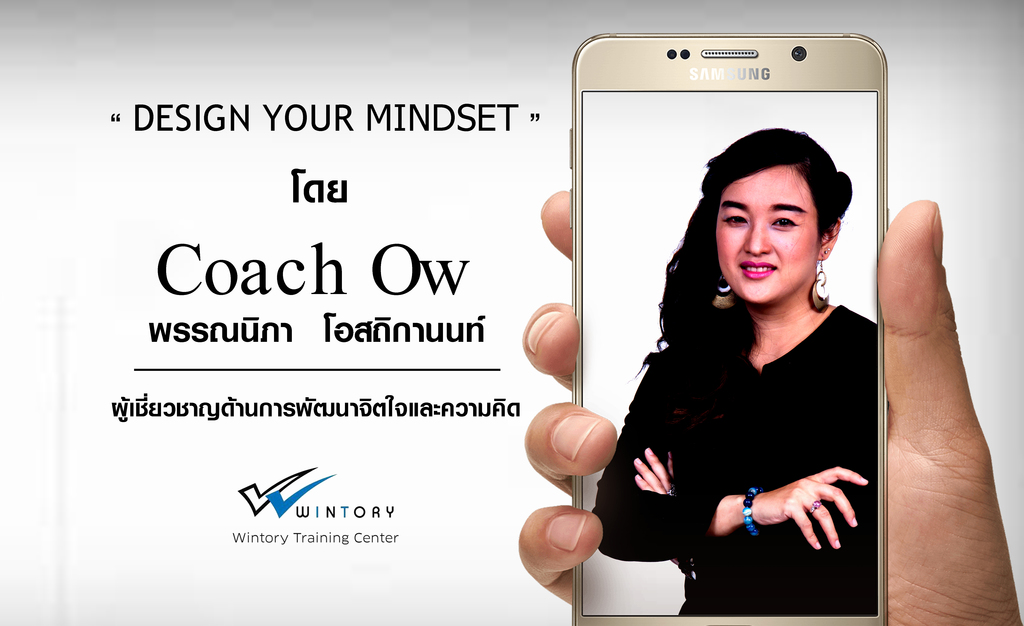 “ DESIGN YOUR MINDSET ”
โดย
Coach Ow
พรรณนิภา โอสถิกานนท์
ผู้เชี่ยวชาญด้านการพัฒนาจิตใจและความคิด
WINTORY
Wintory Training Center
SAMSUNG